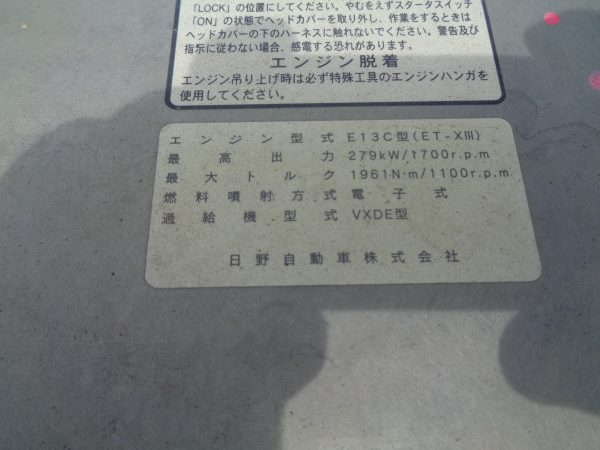 「LOCK」の位置にしてください。やむをえずスタータスイッチ
「ON」の状態でヘッドカバーを取り外し、作業をするときは
ヘッドカバーの下のハーネスに触れないでください。警告及び
指示に従わない場合、感電する恐れがあります。
エンジン脱着
エンジン吊り上げ時は必ず特殊工具のエンジンハンガを
使用してください。
エンジン型式 E13C型(ET-XⅢ)
最高出力 279kW/1700r.p.m
最大トルク 1961N·m/1100r.p.m
燃料噴射方式 電子式
過給機型式 VXDE型
日野自動車株式会社